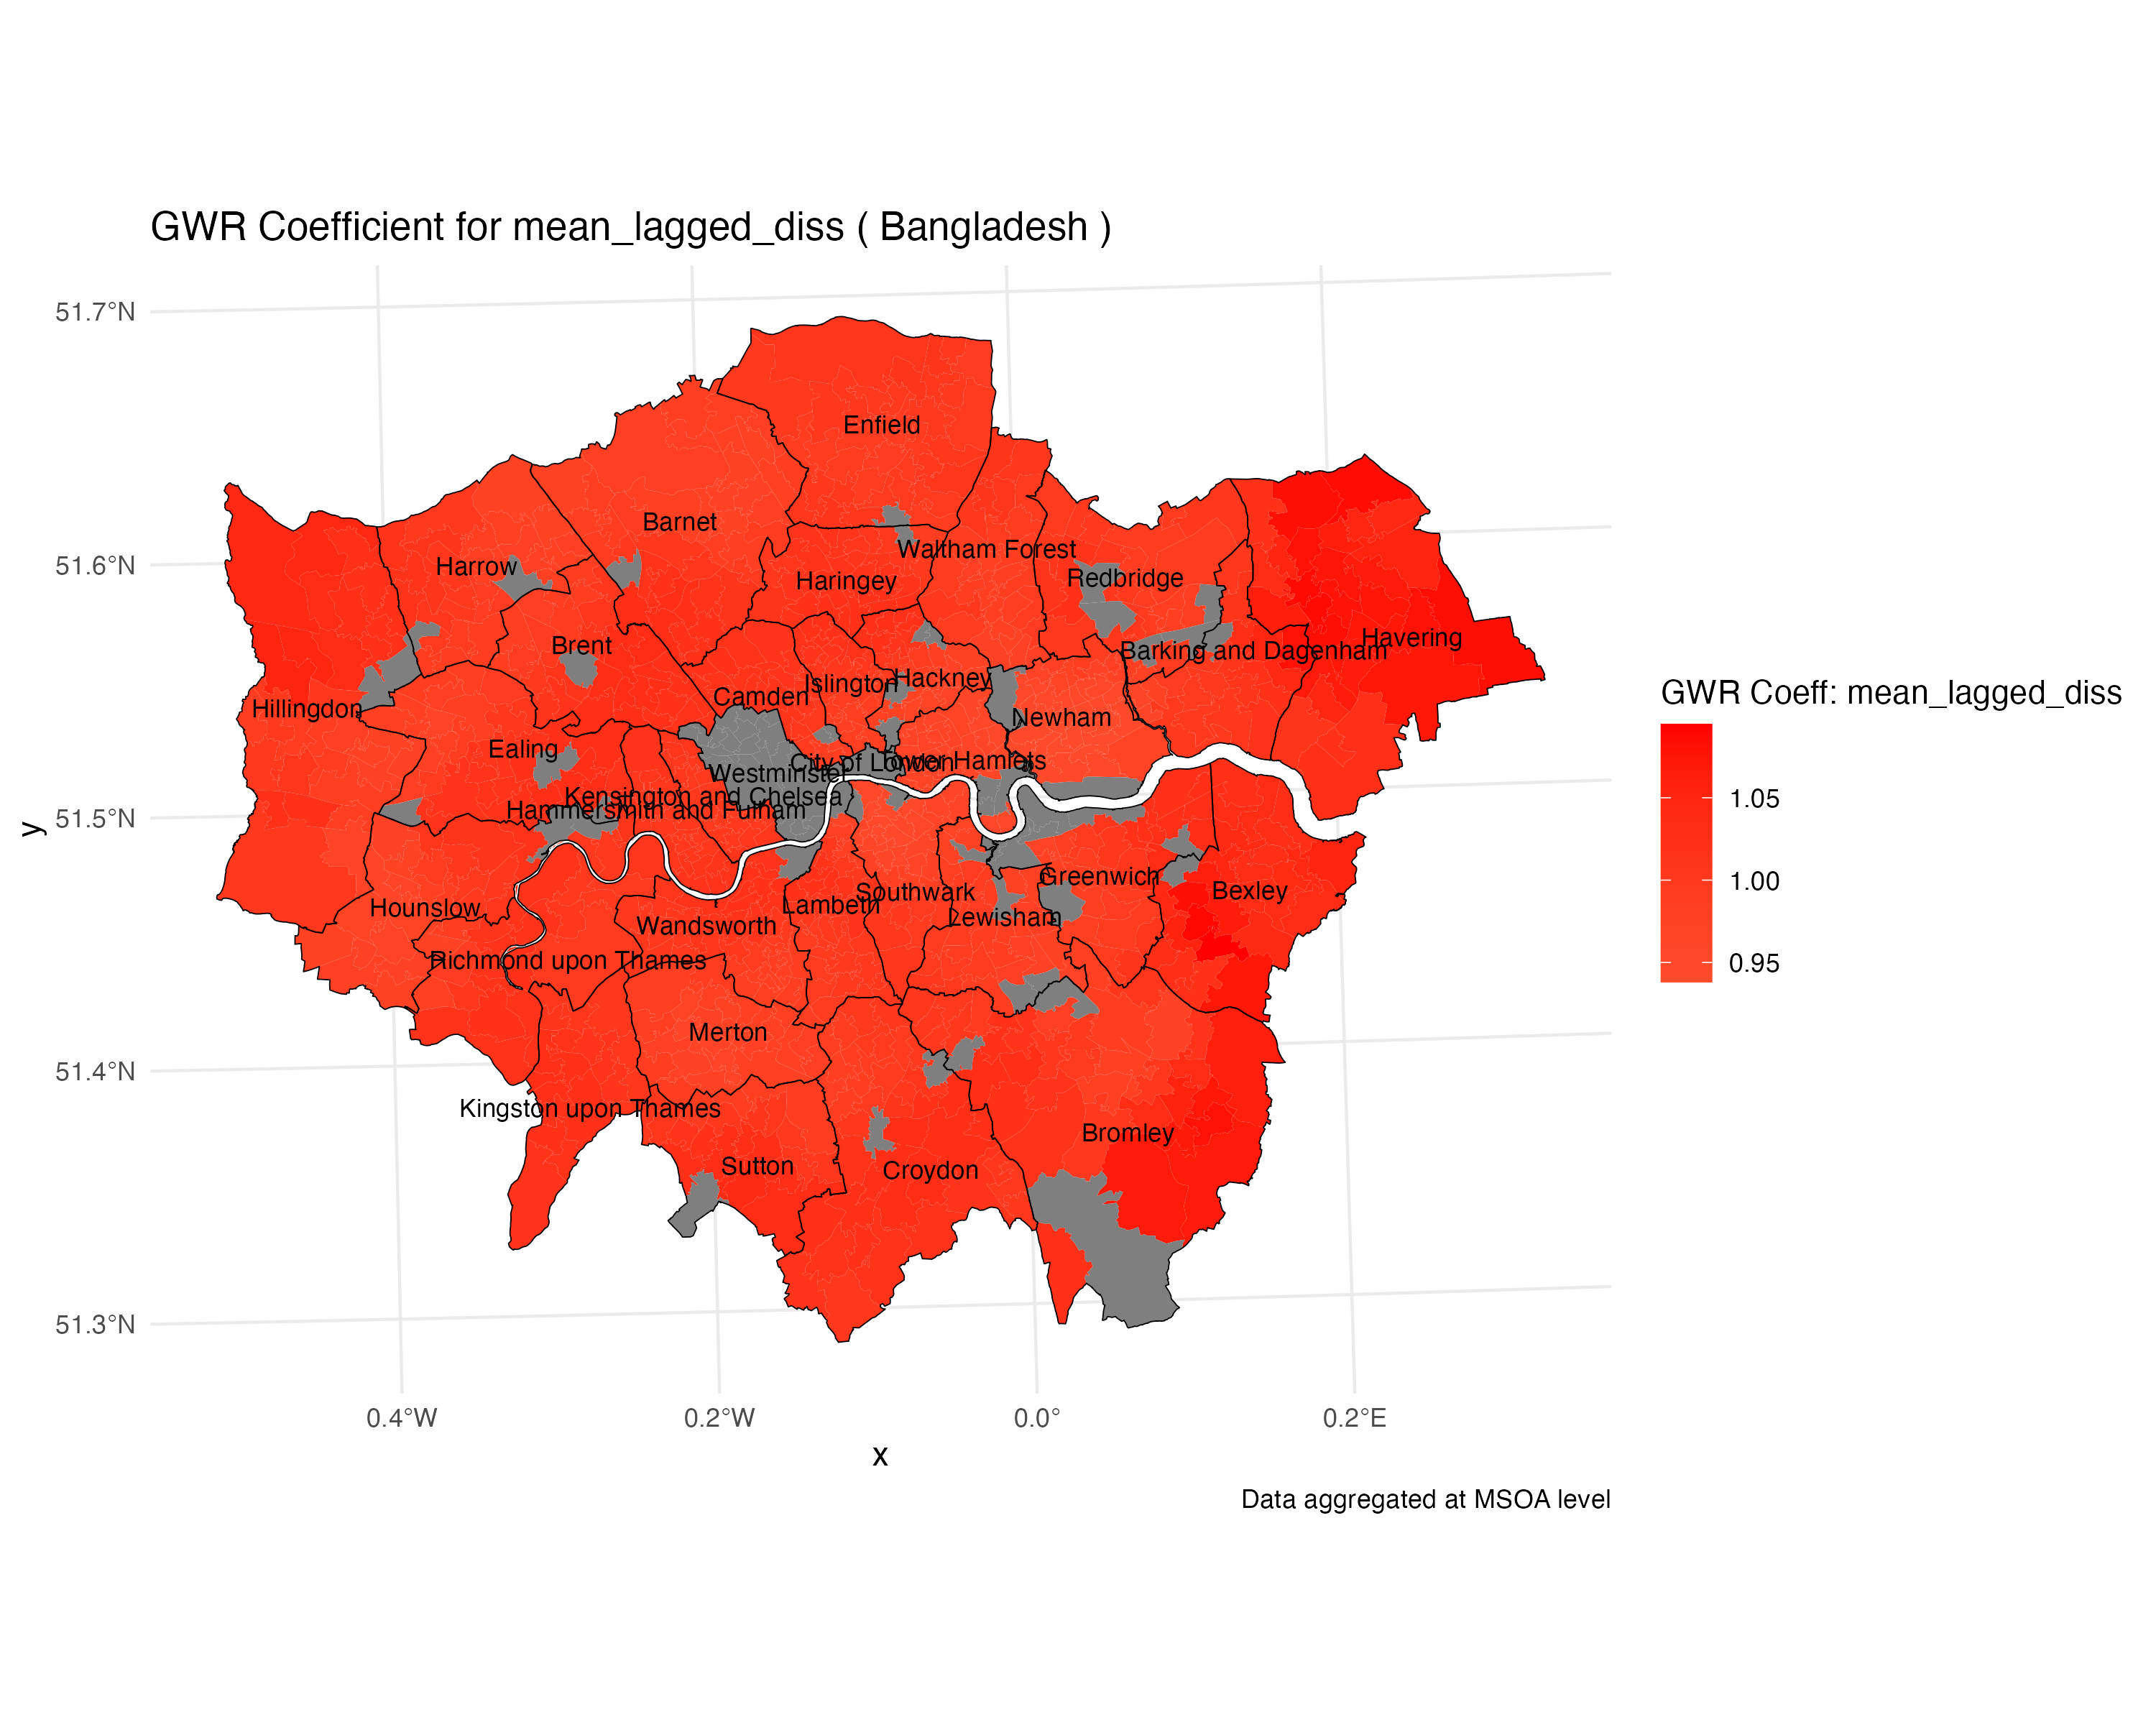 GWR Coefficient for mean_lagged_diss ( Bangladesh )
51.7°N
51.6°N
51.5°N
51.4°N
51.3°N
y
Enfield
Barnet
Waltham Forest
Harrow
Haringey
Redbridge
Havering
Brent
Barking and Dagenham
Hackney
Islington
Camden
Hillingdon
Newham
Ealing
City of London
Tower Hamlets
Westminster
Kensington and Chelsea
Hammersmith and Fulham
Greenwich
Bexley
Southwark
Lambeth
Hounslow
Lewisham
Wandsworth
Richmond upon Thames
Merton
Kingston upon Thames
Bromley
Sutton
Croydon
0.4°W
0.2°W
0.0°
0.2°E
x
GWR Coeff: mean_lagged_diss
1.05
1.00
0.95
Data aggregated at MSOA level